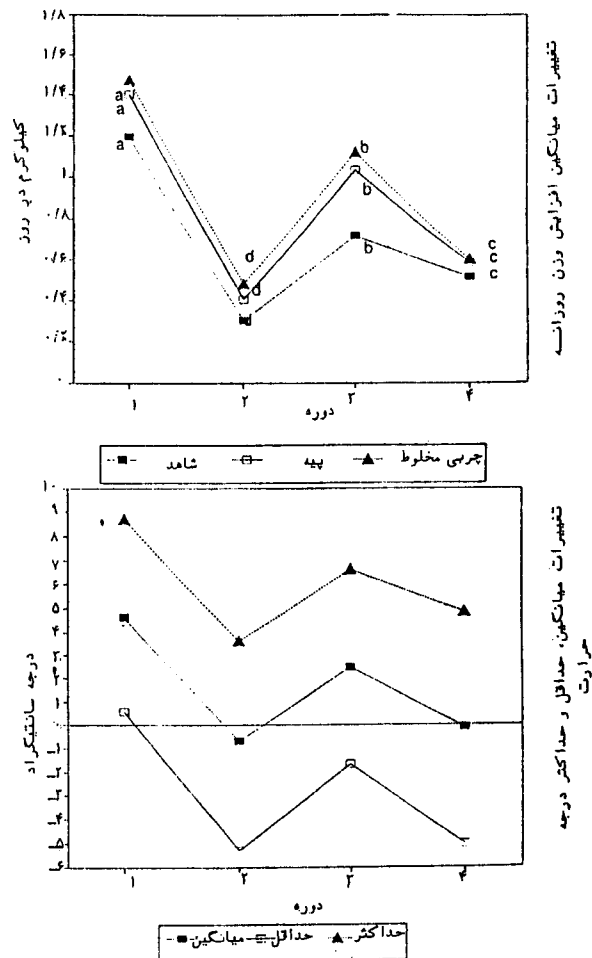 ۱/۸
۱/۶
۱/۴
۱/۲
۱
۰/۸
۰/۶
۰/۴
۰/۲
۰
کیلوگرم در روز
a
a
a
d
d
d
b
b
b
c
c
c
۱ ۲ ۳ ۴
دوره
تغییرات میانگین افزایش وزن روزانه
شاهد پیه چربی مخلوط
۱۰
۹
۸
۷
۶
۵
۴
۳
۲
۱
۰
-۱
-۲
-۳
-۴
-۵
-۶
درجه سانتیگراد
۱ ۲ ۳ ۴
دوره
تغییرات میانگین، حداقل و حداکثر درجه
حرارت
میانگین حداقل حداکثر